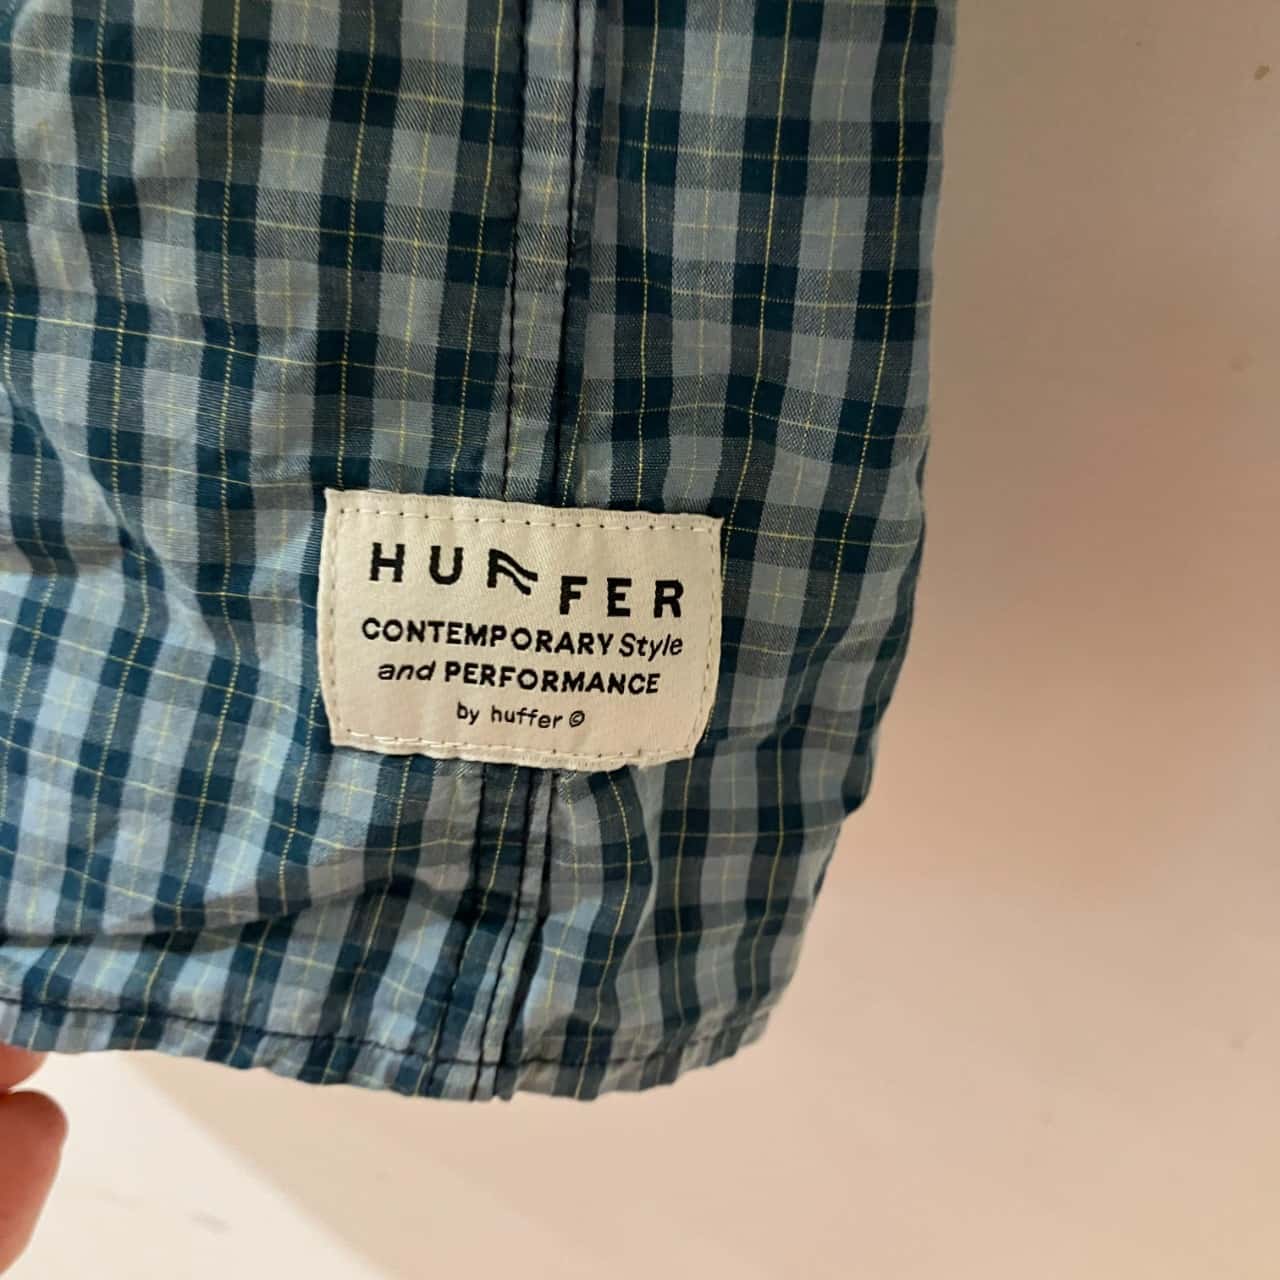 HUFFER
CONTEMPORARY Style
and PERFORMANCE
by huffer ©